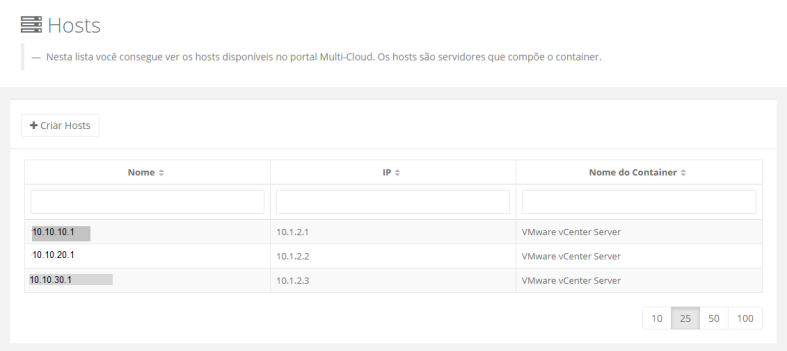 Hosts
— Nesta lista você consegue ver os hosts disponíveis no portal Multi-Cloud. Os hosts são servidores que compõe o container.
+ Criar Hosts
Nome IP Nome do Container
10.10.10.1 10.1.2.1 VMware vCenter Server
10.10.20.1 10.1.2.2 VMware vCenter Server
10.10.30.1 10.1.2.3 VMware vCenter Server
10 25 50 100